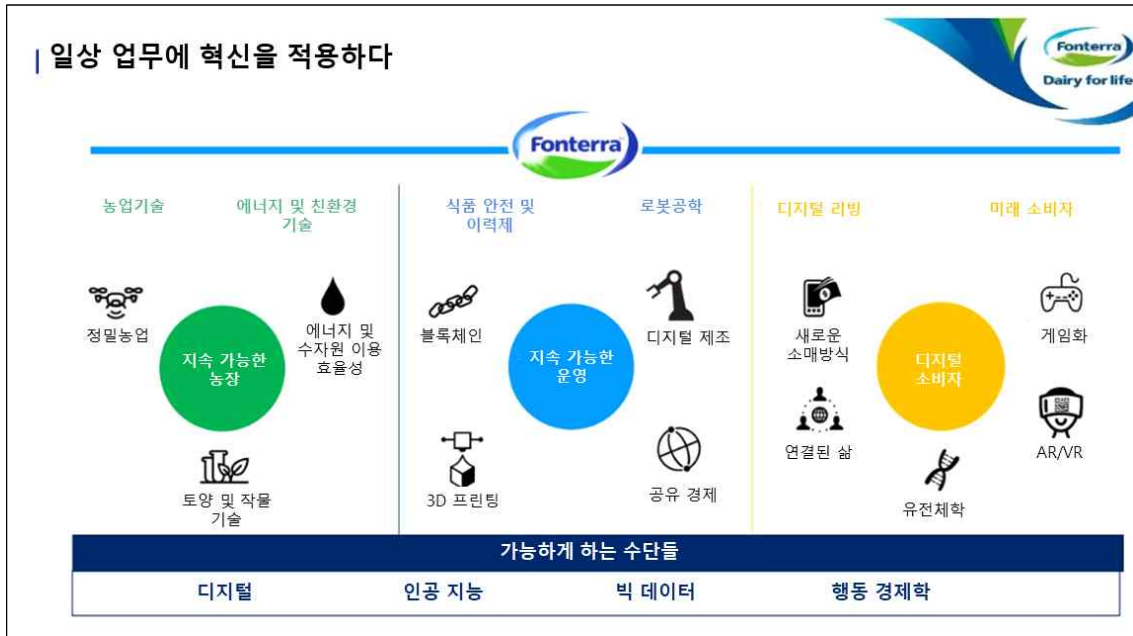 일상 업무에 혁신을 적용하다
Fonterra
Dairy for life
Fonterra
농업기술
에너지 및 친환경
기술
식품 안전 및
이력제
로봇공학
디지털 리빙
미래 소비자
정밀농업
지속 가능한
농장
에너지 및
수자원 이용
효율성
토양 및 작물
기술
블록체인
지속 가능한
운영
디지털 제조
3D 프린팅
공유 경제
새로운
소매방식
디지털
소비자
게임화
연결된 삶
유전체학
AR/VR
가능하게 하는 수단들
디지털
인공 지능
빅 데이터
행동 경제학